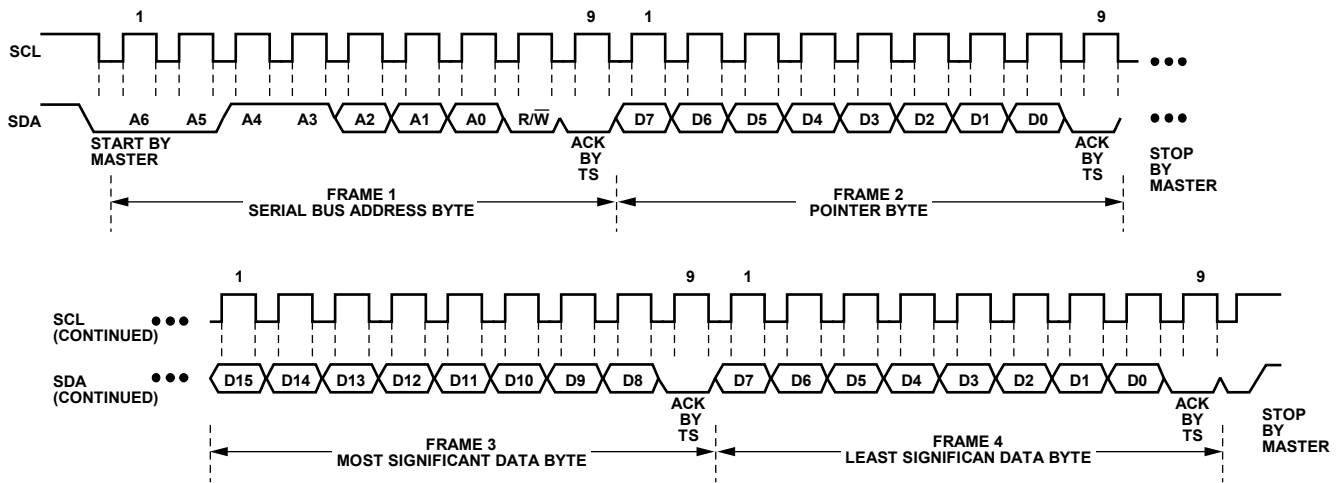 1 9 1 9
SCL
SDA A6 A5 A4 A3 A2 A1 A0 R/W̅ D7 D6 D5 D4 D3 D2 D1 D0
START BY
MASTER
ACK
BY
TS
ACK
BY
TS
STOP
BY
MASTER
FRAME 1
SERIAL BUS ADDRESS BYTE
FRAME 2
POINTER BYTE
1 9 1 9
SCL
(CONTINUED)
SDA
(CONTINUED)
D15 D14 D13 D12 D11 D10 D9 D8 D7 D6 D5 D4 D3 D2 D1 D0
ACK
BY
TS
ACK
BY
TS
STOP
BY
MASTER
FRAME 3
MOST SIGNIFICANT DATA BYTE
FRAME 4
LEAST SIGNIFICAN DATA BYTE